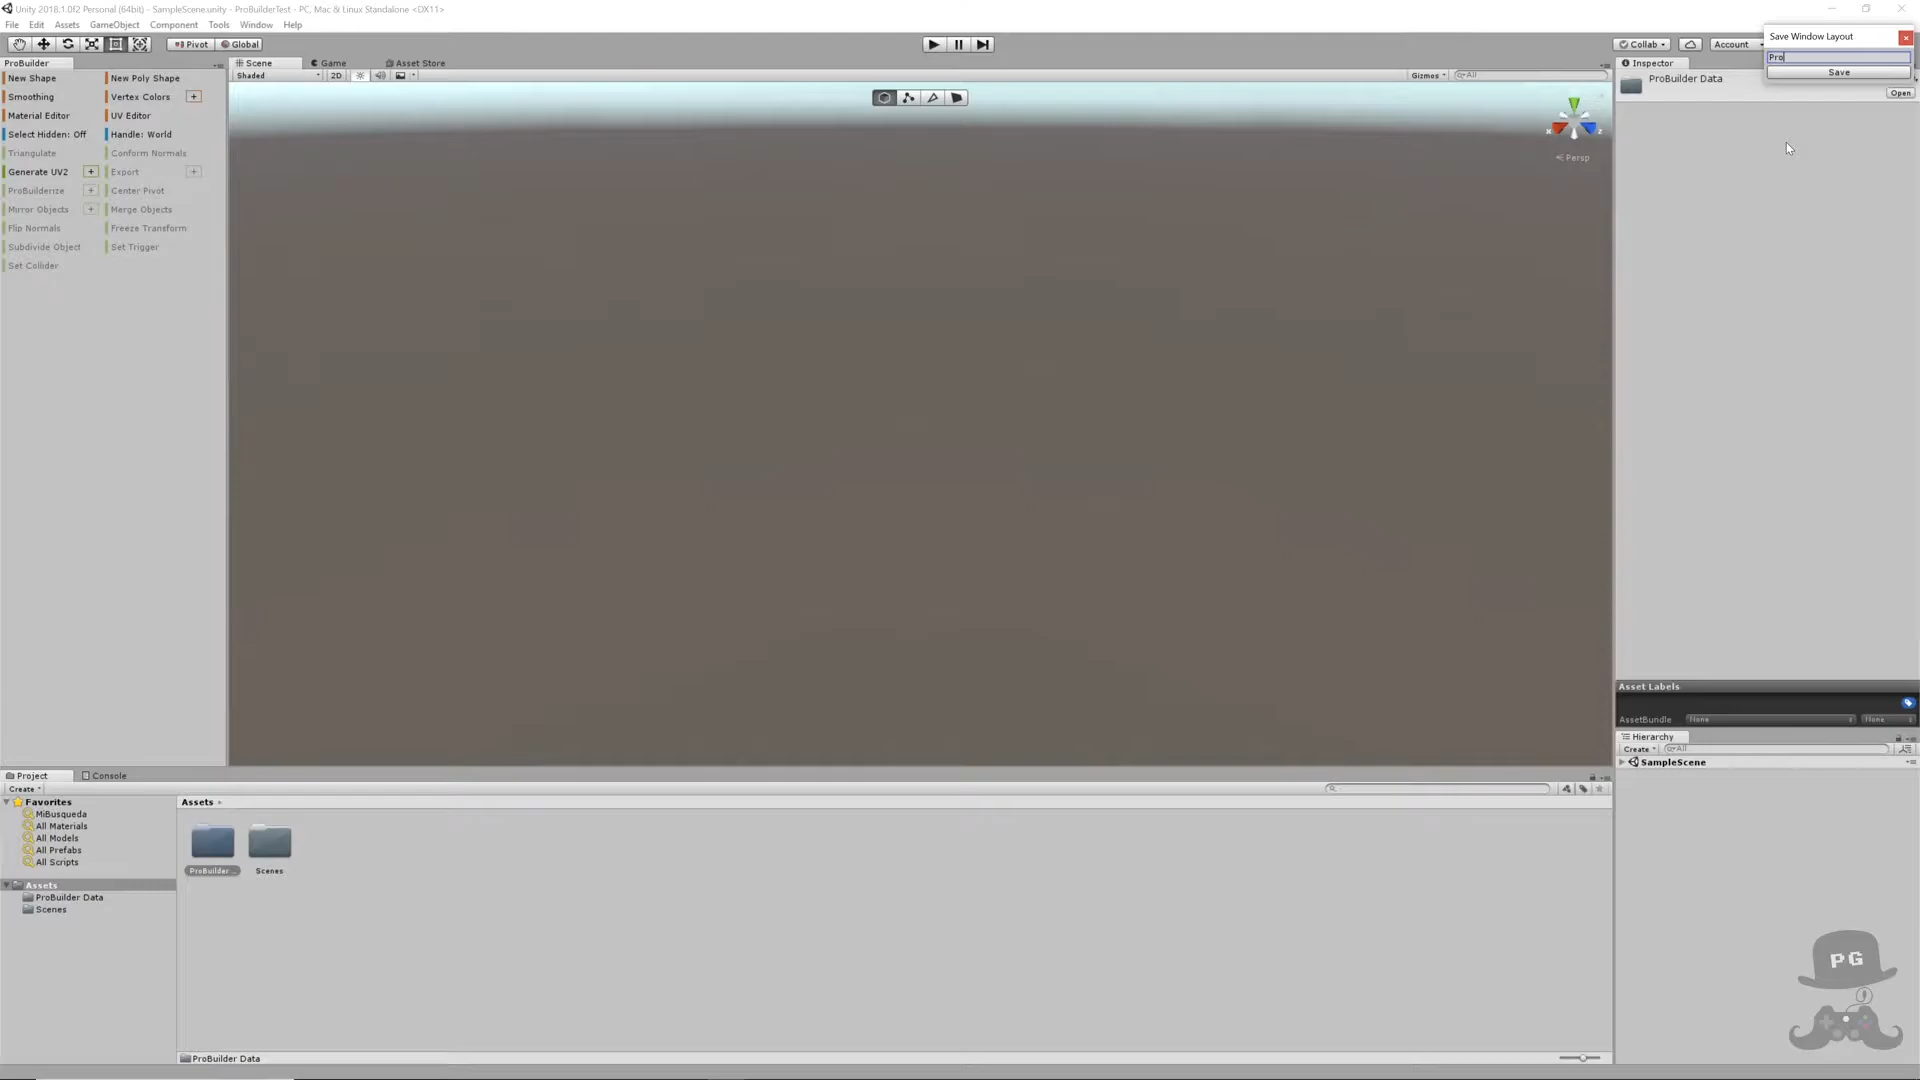 Unity 2018.1.0f2 Personal (64bit) - SampleScene.unity - ProBuilderTest - PC, Mac & Linux Standalone <DX11>
File Edit Assets GameObject Component Tools Window Help
Pivot Global
Collab Account
Save Window Layout
Pro
Save
ProBuilder
New Shape New Poly Shape
Smoothing Vertex Colors +
Material Editor UV Editor
Select Hidden: Off Handle: World
Triangulate Conform Normals
Generate UV2 + Export +
ProBuilderize + Center Pivot
Mirror Objects + Merge Objects
Flip Normals Freeze Transform
Subdivide Object Set Trigger
Set Collider
Scene Game Asset Store
Shaded 2D Gizmos All
x z
Persp
Inspector
ProBuilder Data
Open
Asset Labels
AssetBundle None None
Hierarchy
Create All
SampleScene
Project Console
Create
Favorites
MiBusqueda
All Materials
All Models
All Prefabs
All Scripts
Assets
ProBuilder Data
Scenes
Assets
ProBuilder ... Scenes
ProBuilder Data
PG